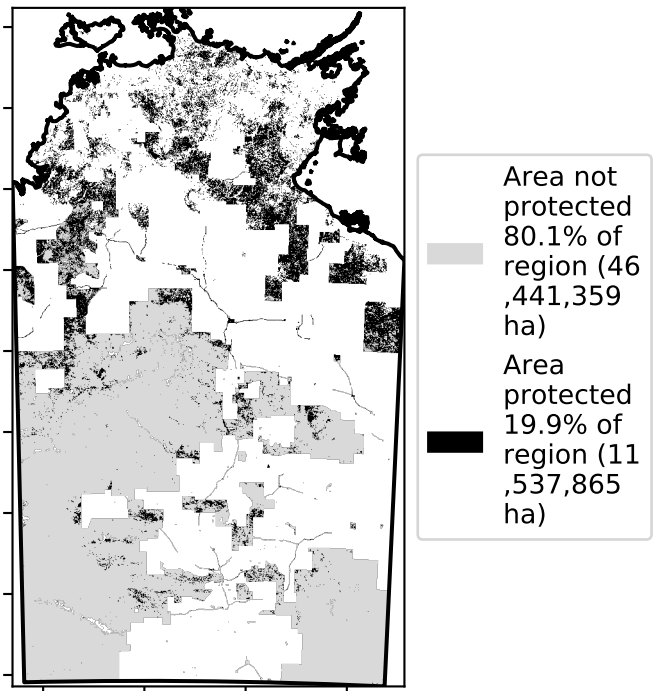 Area not
protected
80.1% of
region (46
,441,359
ha)
Area
protected
19.9% of
region (11
,537,865
ha)